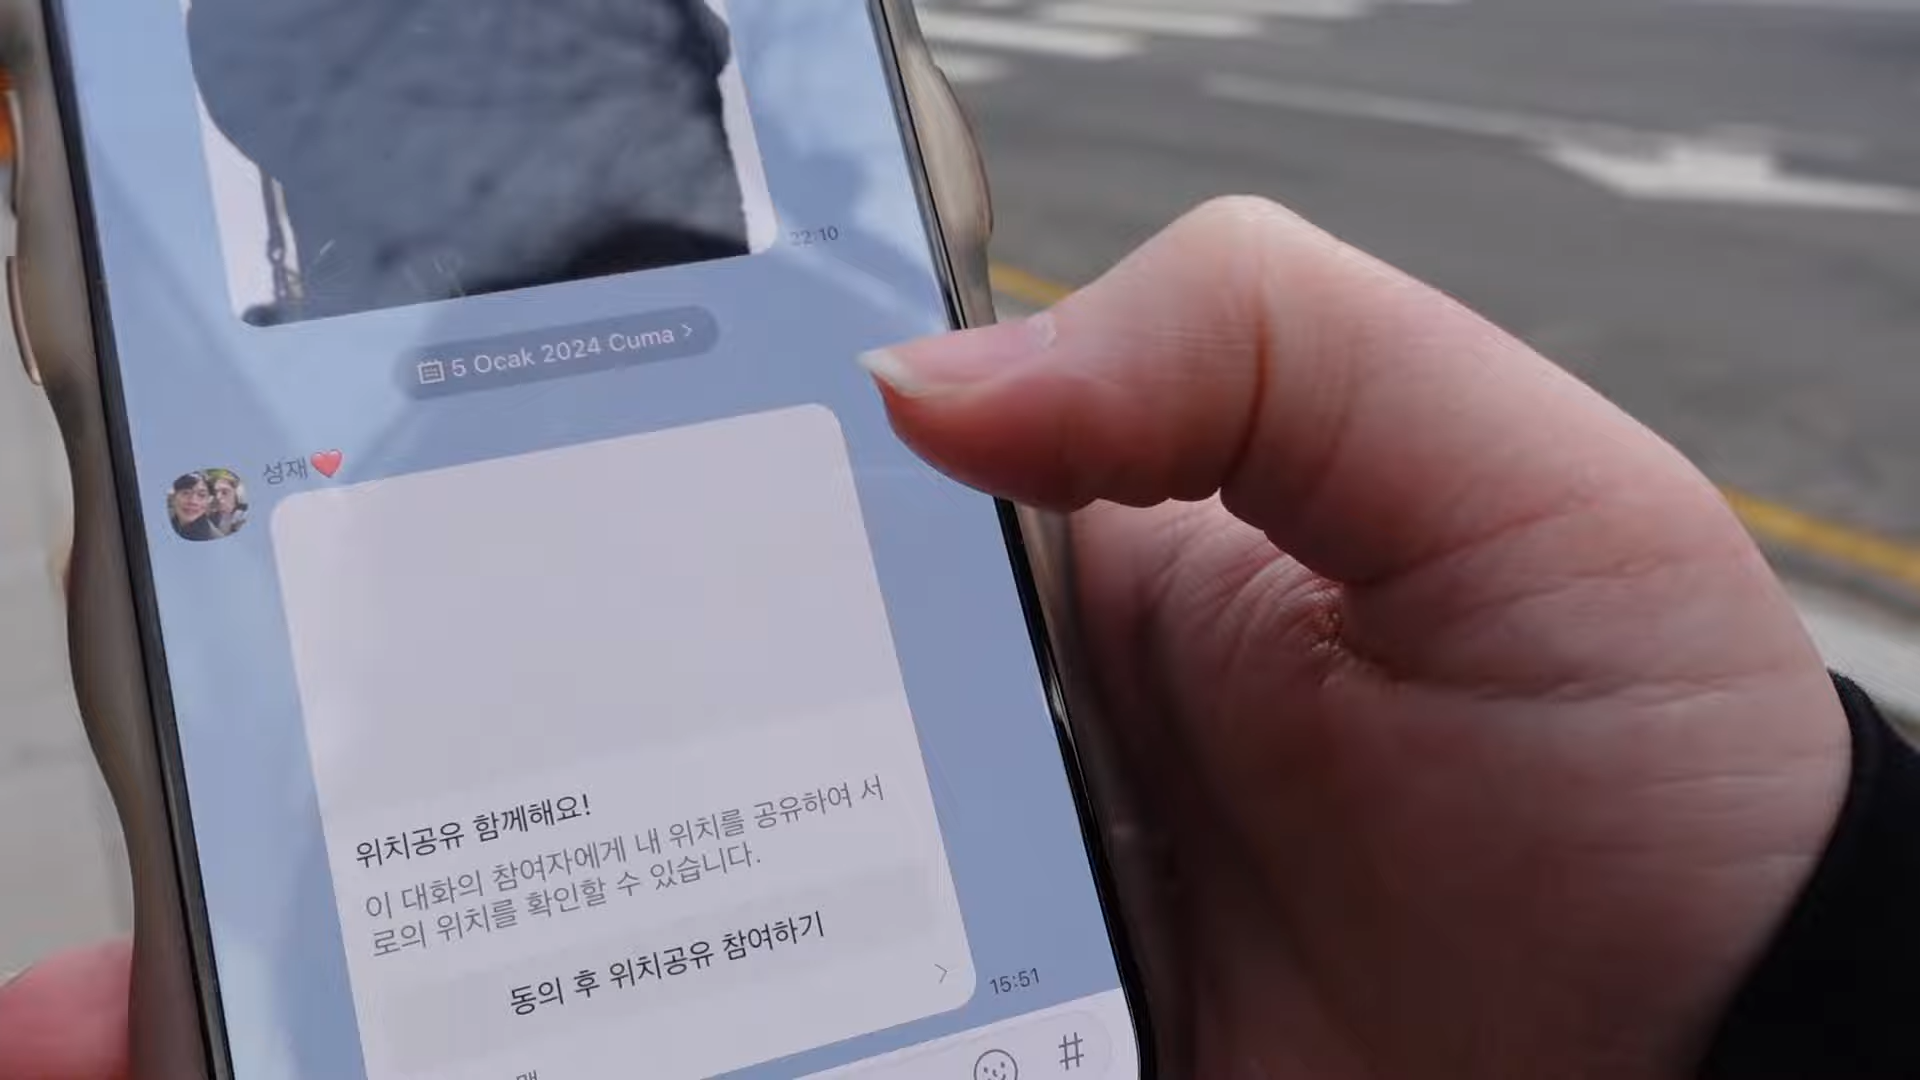 22:10
5 Ocak 2024 Cuma >
성재❤️
위치공유 함께해요!
이 대화의 참여자에게 내 위치를 공유하여 서
로의 위치를 확인할 수 있습니다.
동의 후 위치공유 참여하기
15:51
#